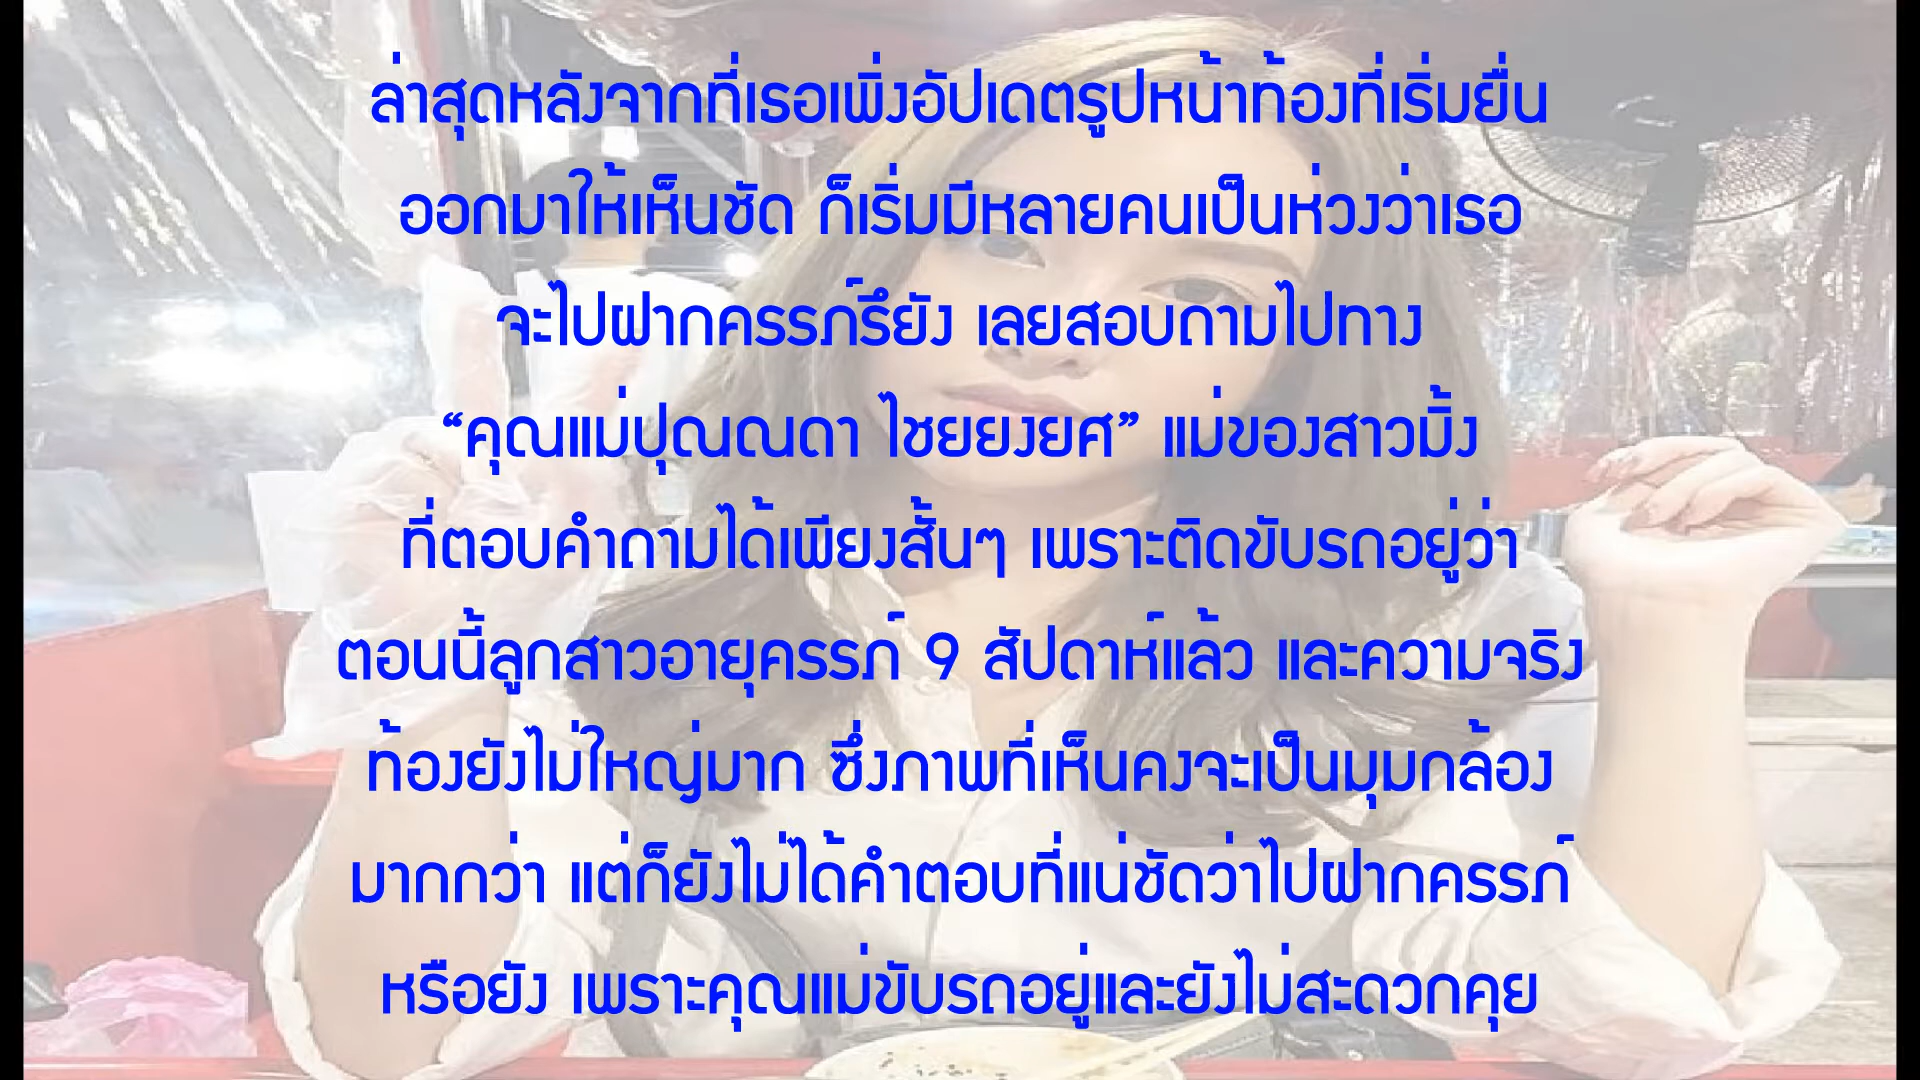 ล่าสุดหลังจากที่เธอเพิ่งอัปเดตรูปหน้าท้องที่เริ่มยื่น
ออกมาให้เห็นชัด ก็เริ่มมีหลายคนเป็นห่วงว่าเธอ
จะไปฝากครรภ์รึยัง เลยสอบถามไปทาง
“คุณแม่ปุณณดา ไชยยงยศ” แม่ของสาวมิ้ง
ที่ตอบคำถามได้เพียงสั้นๆ เพราะติดขับรถอยู่ว่า
ตอนนี้ลูกสาวอายุครรภ์ 9 สัปดาห์แล้ว และความจริง
ท้องยังไม่ใหญ่มาก ซึ่งภาพที่เห็นคงจะเป็นมุมกล้อง
มากกว่า แต่ก็ยังไม่ได้คำตอบที่แน่ชัดว่าไปฝากครรภ์
หรือยัง เพราะคุณแม่ขับรถอยู่และยังไม่สะดวกคุย